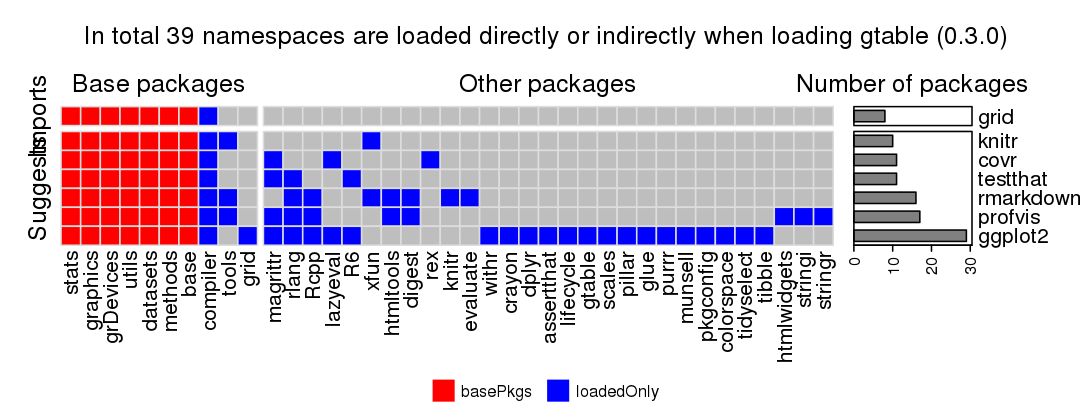 In total 39 namespaces are loaded directly or indirectly when loading gtable (0.3.0)
Base packages
Other packages
Number of packages
Imports
Suggests
grid
knitr
covr
testthat
rmarkdown
profvis
ggplot2
0
10
20
30
stats
graphics
grDevices
utils
datasets
methods
base
compiler
tools
grid
magrittr
rlang
Rcpp
lazyeval
R6
xfun
htmltools
digest
rex
knitr
evaluate
withr
crayon
dplyr
assertthat
lifecycle
gtable
scales
pillar
glue
purrr
munsell
pkgconfig
colorspace
tidyselect
tibble
htmlwidgets
stringi
stringr
basePkgs
loadedOnly